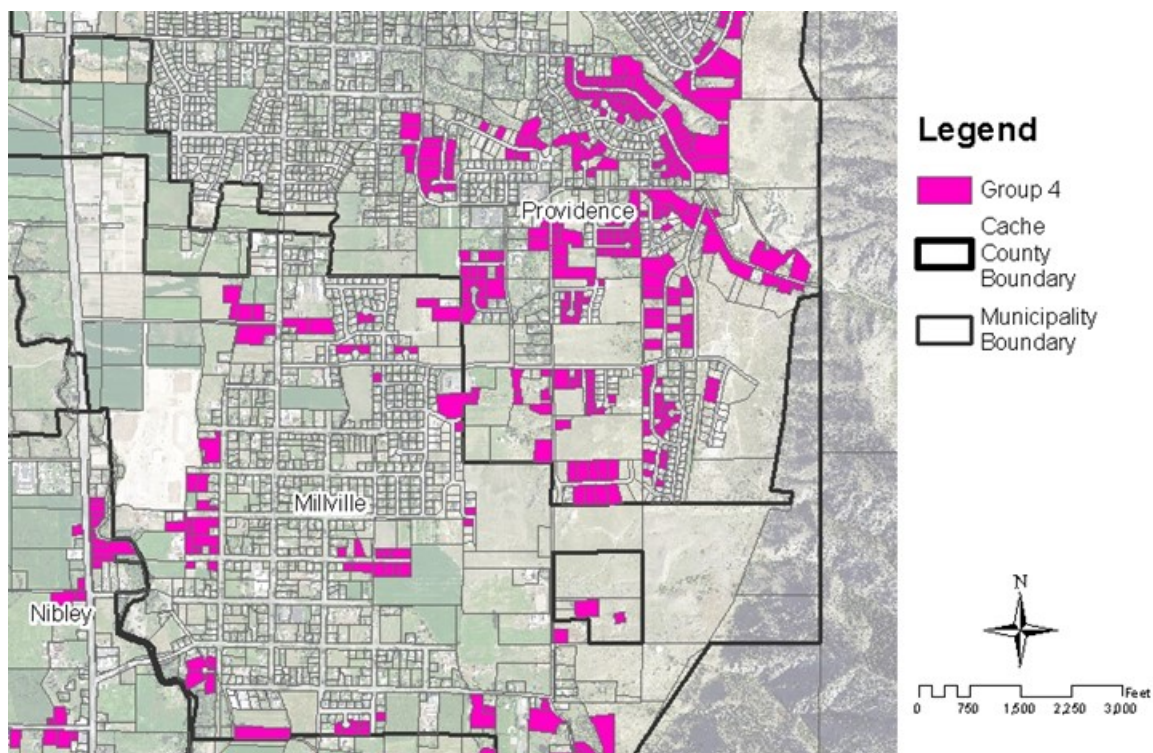 Providence
Millville
Nibley
Legend
Group 4
Cache
County
Boundary
Municipality
Boundary
N
Feet
0 750 1,500 2,250 3,000